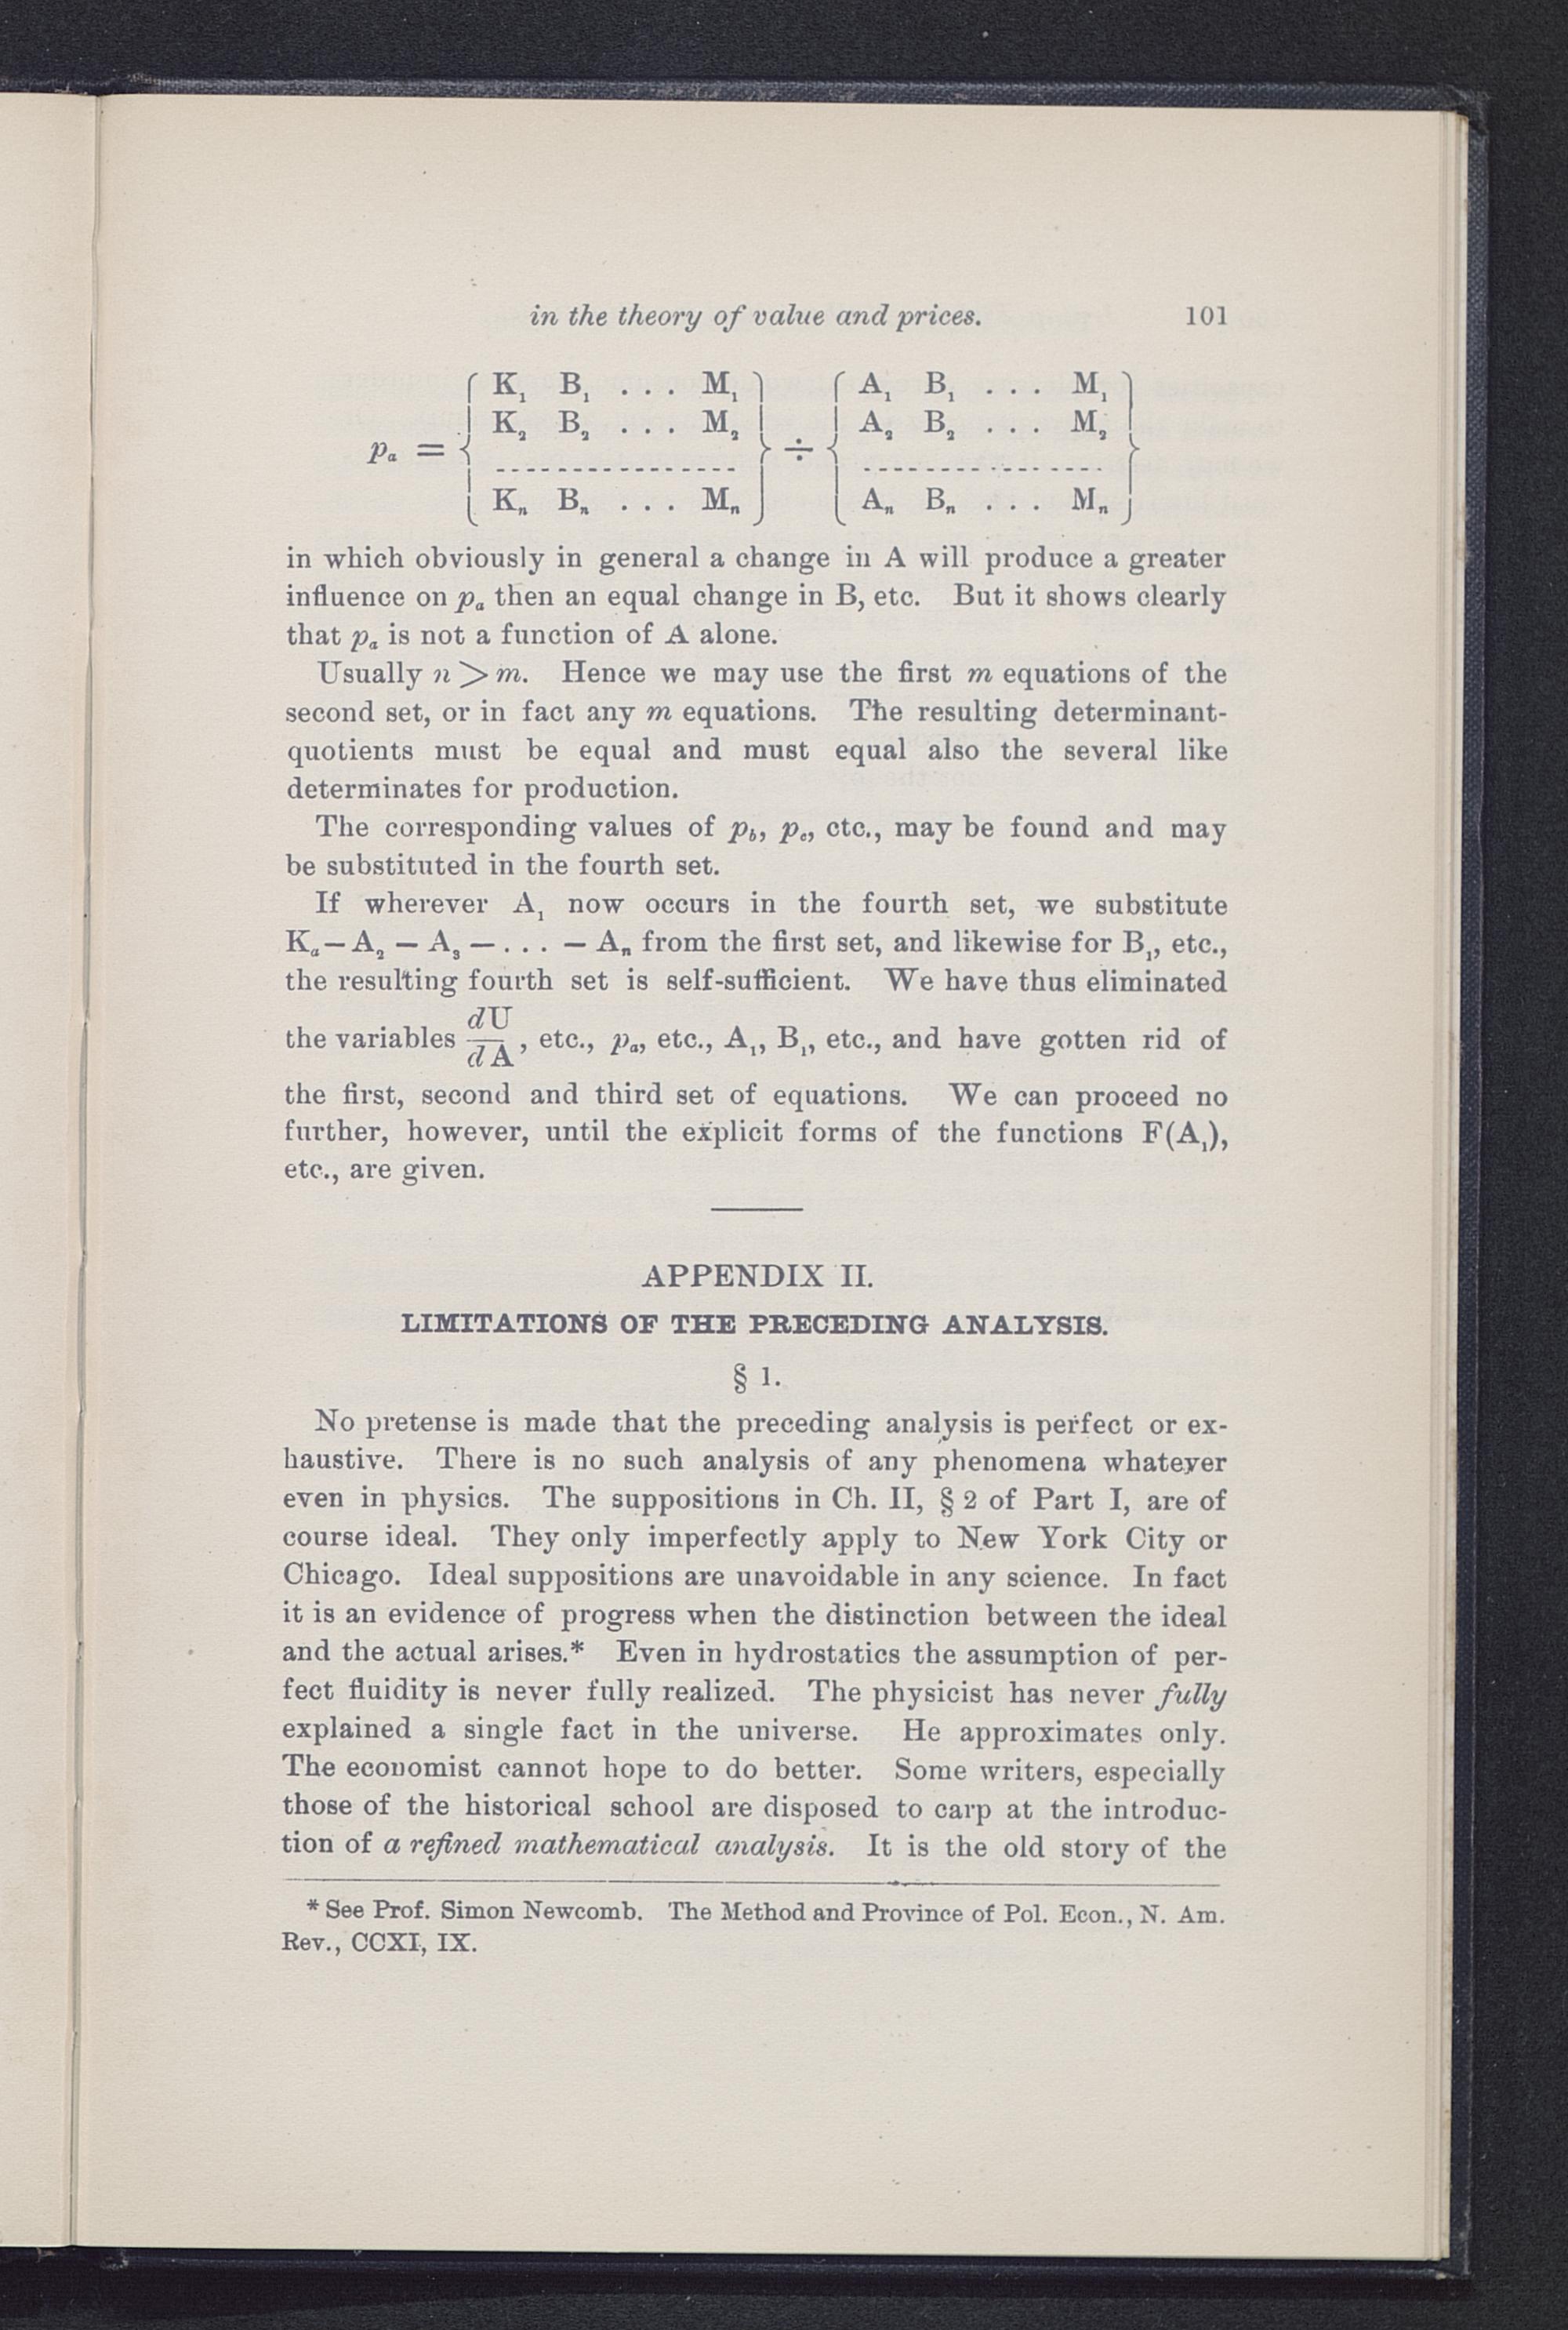 in the theory of value and prices. 101
K₁ B₁ ... M₁ A₁ B₁ ... M₁
K₂ B₂ ... M₂ A₂ B₂ ... M₂
pₐ = { ---------------- } ÷ { ---------------- }
Kₙ Bₙ ... Mₙ Aₙ Bₙ ... Mₙ
in which obviously in general a change in A will produce a greater
influence on pₐ then an equal change in B, etc. But it shows clearly
that pₐ is not a function of A alone.
Usually n > m. Hence we may use the first m equations of the
second set, or in fact any m equations. The resulting determinant-
quotients must be equal and must equal also the several like
determinates for production.
The corresponding values of p_b, p_c, etc., may be found and may
be substituted in the fourth set.
If wherever A₁ now occurs in the fourth set, we substitute
Kₐ — A₂ — A₃ — ... — Aₙ from the first set, and likewise for B₁, etc.,
the resulting fourth set is self-sufficient. We have thus eliminated
the variables dU/dA, etc., pₐ, etc., A₁, B₁, etc., and have gotten rid of
the first, second and third set of equations. We can proceed no
further, however, until the explicit forms of the functions F(A₁),
etc., are given.
APPENDIX II.
LIMITATIONS OF THE PRECEDING ANALYSIS.
§ 1.
No pretense is made that the preceding analysis is perfect or ex-
haustive. There is no such analysis of any phenomena whatever
even in physics. The suppositions in Ch. II, § 2 of Part I, are of
course ideal. They only imperfectly apply to New York City or
Chicago. Ideal suppositions are unavoidable in any science. In fact
it is an evidence of progress when the distinction between the ideal
and the actual arises.* Even in hydrostatics the assumption of per-
fect fluidity is never fully realized. The physicist has never fully
explained a single fact in the universe. He approximates only.
The economist cannot hope to do better. Some writers, especially
those of the historical school are disposed to carp at the introduc-
tion of a refined mathematical analysis. It is the old story of the
* See Prof. Simon Newcomb. The Method and Province of Pol. Econ., N. Am.
Rev., CCXI, IX.